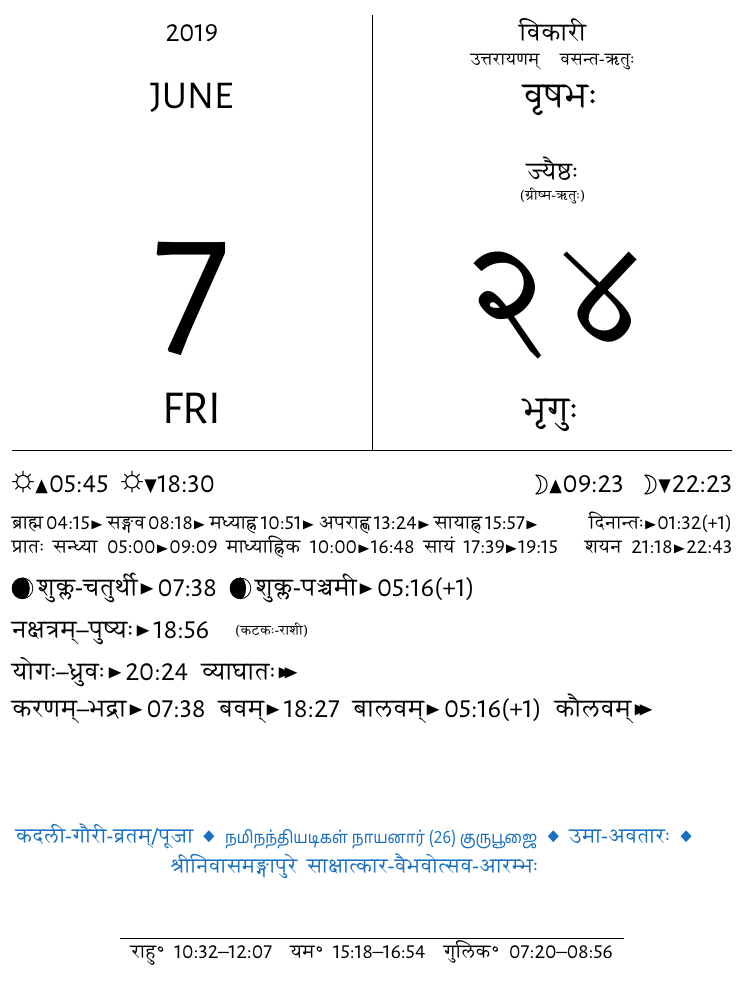 2019
JUNE
7
FRI
विकारी
उत्तरायणम् वसन्त-ऋतुः
वृषभः
ज्यैष्ठः
(ग्रीष्म-ऋतुः)
२४
भृगुः
☼▲05:45 ☼▼18:30 ☽▲09:23 ☽▼22:23
ब्राह्म 04:15► सङ्गव 08:18► मध्याह्न 10:51► अपराह्ण 13:24► सायाह्न 15:57► दिनान्तः►01:32(+1)
प्रातः सन्ध्या 05:00►09:09 माध्याह्निक 10:00►16:48 सायं 17:39►19:15 शयन 21:18►22:43
शुक्ल-चतुर्थी►07:38 शुक्ल-पञ्चमी►05:16(+1)
नक्षत्रम्–पुष्यः►18:56 (कटकः-राशी)
योगः–ध्रुवः►20:24 व्याघातः►►
करणम्–भद्रा►07:38 बवम्►18:27 बालवम्►05:16(+1) कौलवम्►►
कदली-गौरी-व्रतम्/पूजा ◆ நமிநந்தியடிகள் நாயனார் (26) குருபூஜை ◆ उमा-अवतारः ◆
श्रीनिवासमङ्गापुरे साक्षात्कार-वैभवोत्सव-आरम्भः
राहु॰ 10:32–12:07 यम॰ 15:18–16:54 गुलिक॰ 07:20–08:56